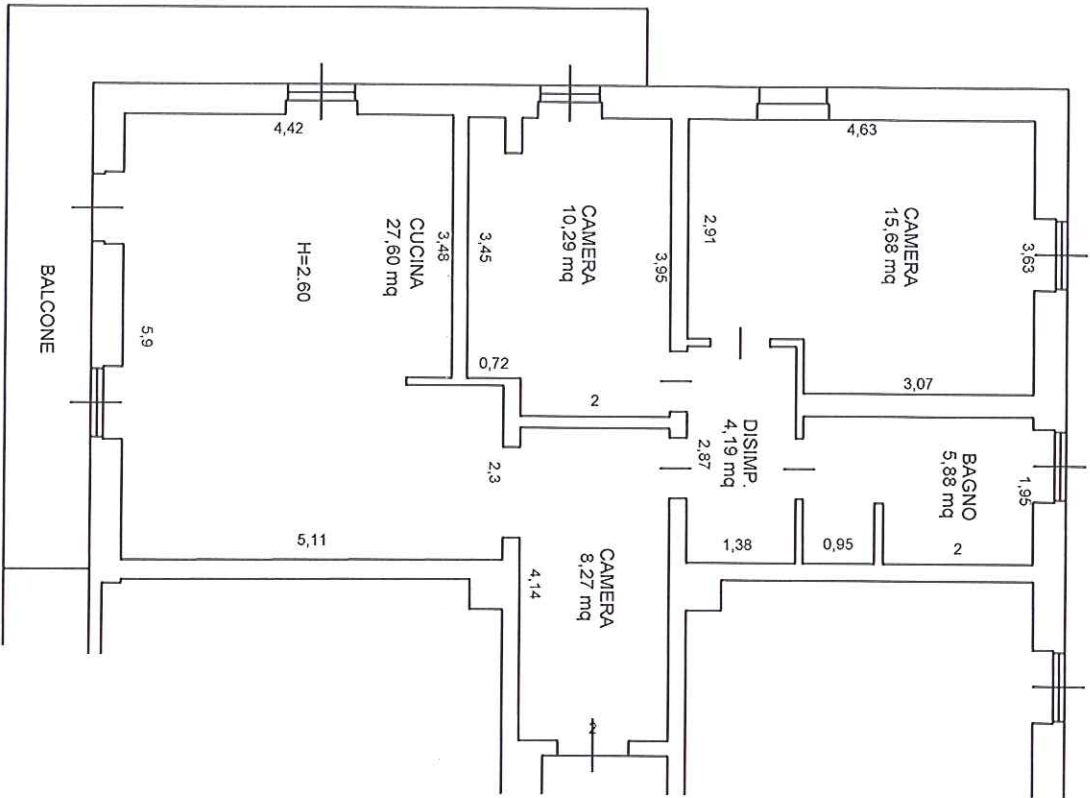 4,42
4,63
CUCINA
27,60 mq
3,48
H=2.60
5,9
BALCONE
5,11
CAMERA
10,29 mq
3,45
3,95
0,72
2
CAMERA
15,68 mq
2,91
3,63
3,07
DISIMP.
4,19 mq
2,87
1,38
BAGNO
5,88 mq
1,95
0,95
2
2,3
CAMERA
8,27 mq
4,14
2